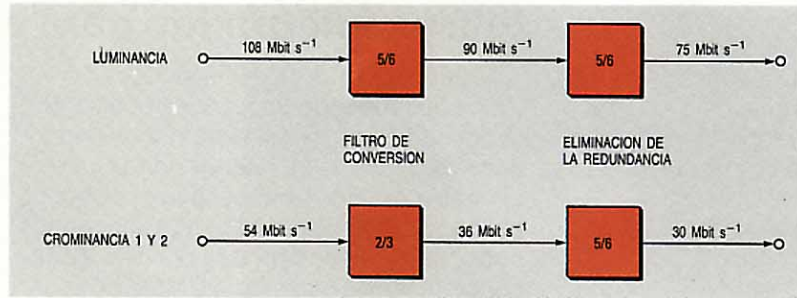 LUMINANCIA
108 Mbit s⁻¹
5/6
90 Mbit s⁻¹
5/6
75 Mbit s⁻¹
FILTRO DE
CONVERSION
ELIMINACION DE
LA REDUNDANCIA
CROMINANCIA 1 Y 2
54 Mbit s⁻¹
2/3
36 Mbit s⁻¹
5/6
30 Mbit s⁻¹